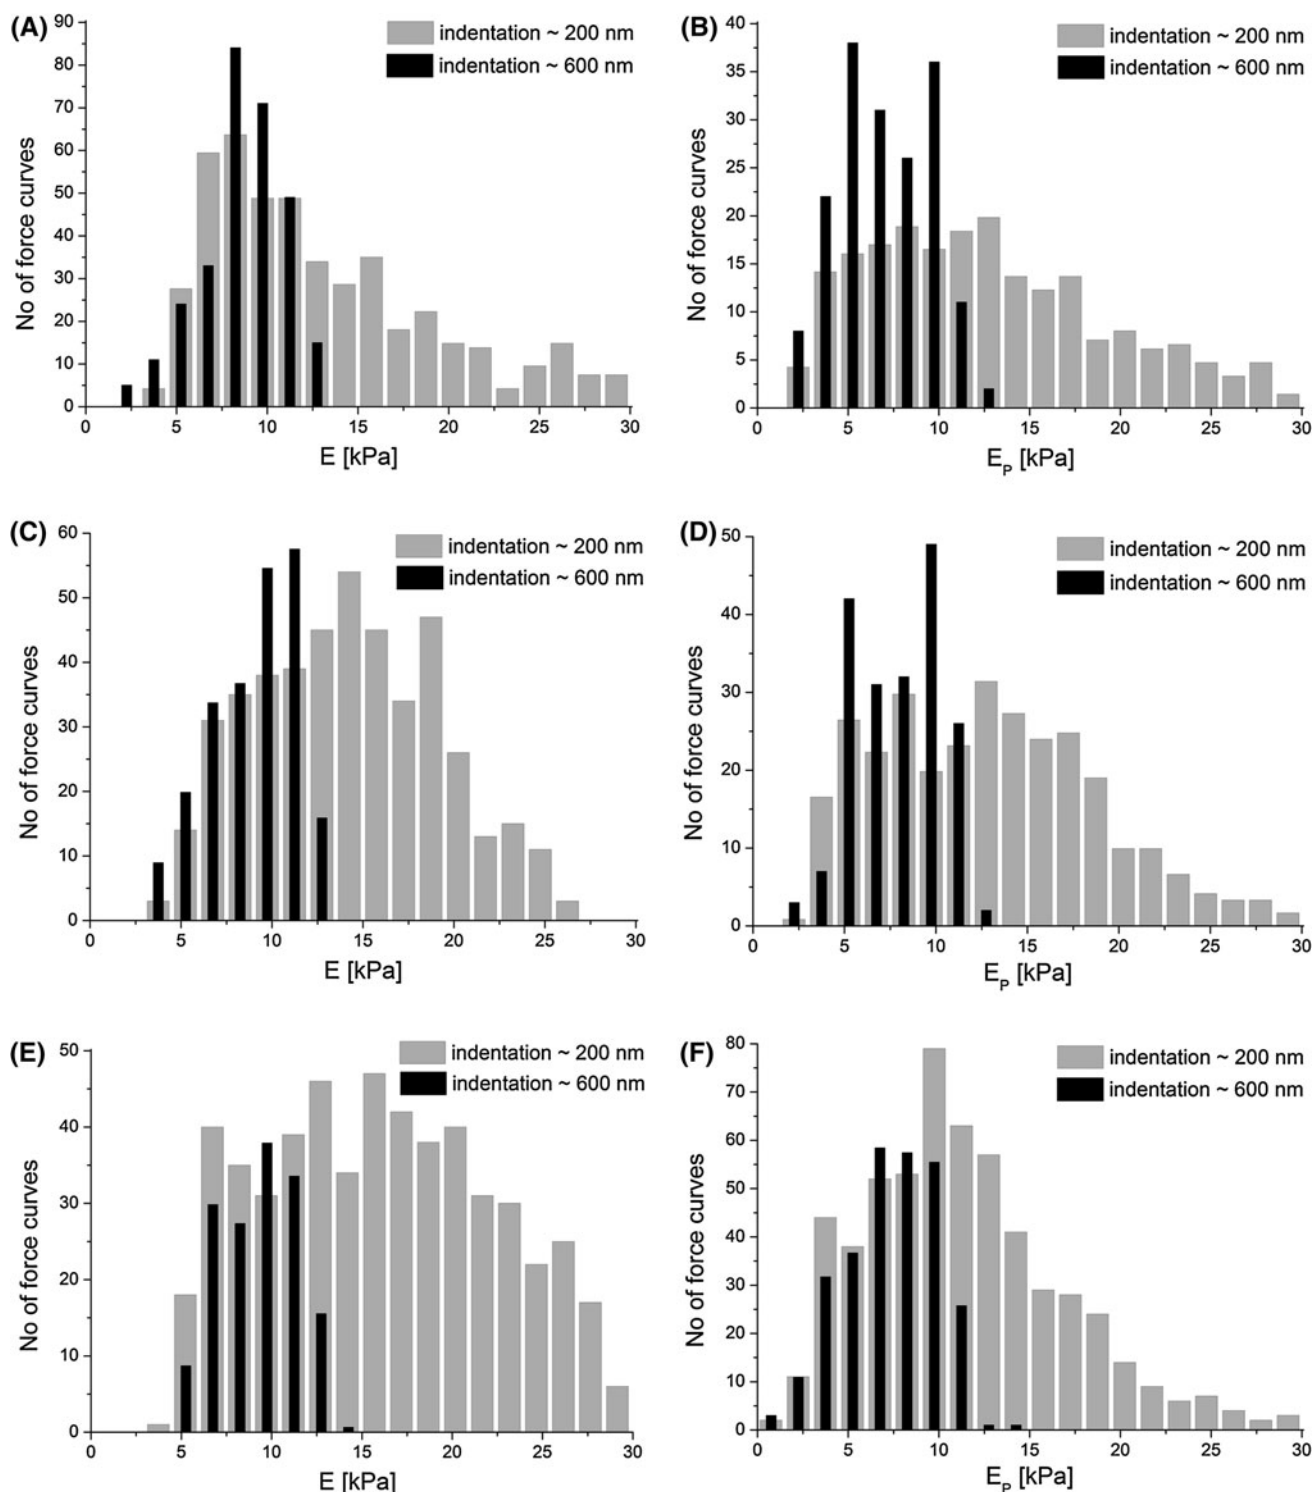 (A)
90
80
70
60
50
40
30
20
10
0
No of force curves
indentation ~ 200 nm
indentation ~ 600 nm
0 5 10 15 20 25 30
E [kPa]
(B)
40
35
30
25
20
15
10
5
0
No of force curves
indentation ~ 200 nm
indentation ~ 600 nm
0 5 10 15 20 25 30
E_P [kPa]
(C)
60
50
40
30
20
10
0
No of force curves
indentation ~ 200 nm
indentation ~ 600 nm
0 5 10 15 20 25 30
E [kPa]
(D)
50
40
30
20
10
0
No of force curves
indentation ~ 200 nm
indentation ~ 600 nm
0 5 10 15 20 25 30
E_P [kPa]
(E)
50
40
30
20
10
0
No of force curves
indentation ~ 200 nm
indentation ~ 600 nm
0 5 10 15 20 25 30
E [kPa]
(F)
80
70
60
50
40
30
20
10
0
No of force curves
indentation ~ 200 nm
indentation ~ 600 nm
0 5 10 15 20 25 30
E_P [kPa]